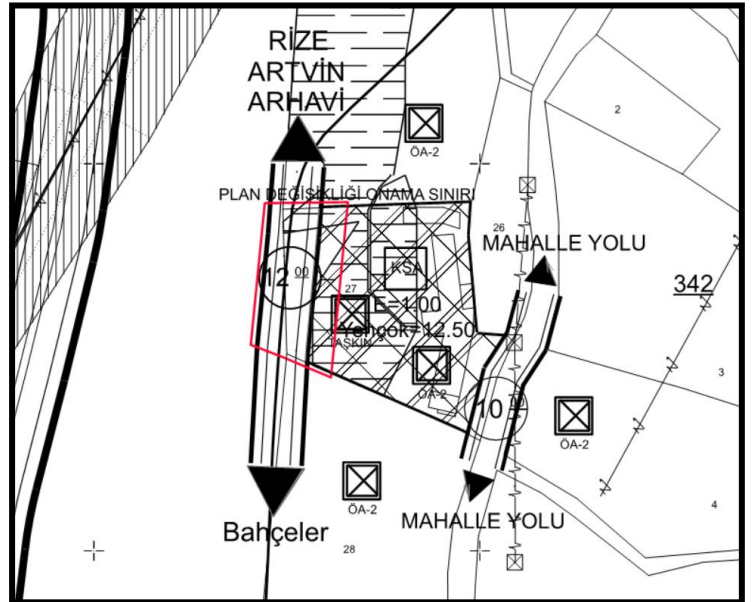 RİZE
ARTVİN
ARHAVİ
2
ÖA-2
PLAN DEĞİŞİKLİĞİ ONAMA SINIRI
26
MAHALLE YOLU
KSA
12 00
27
342
E=1.00
Yençok=12.50
TAŞKIN
ÖA-2
3
10 00
ÖA-2
ÖA-2
4
Bahçeler
MAHALLE YOLU
28